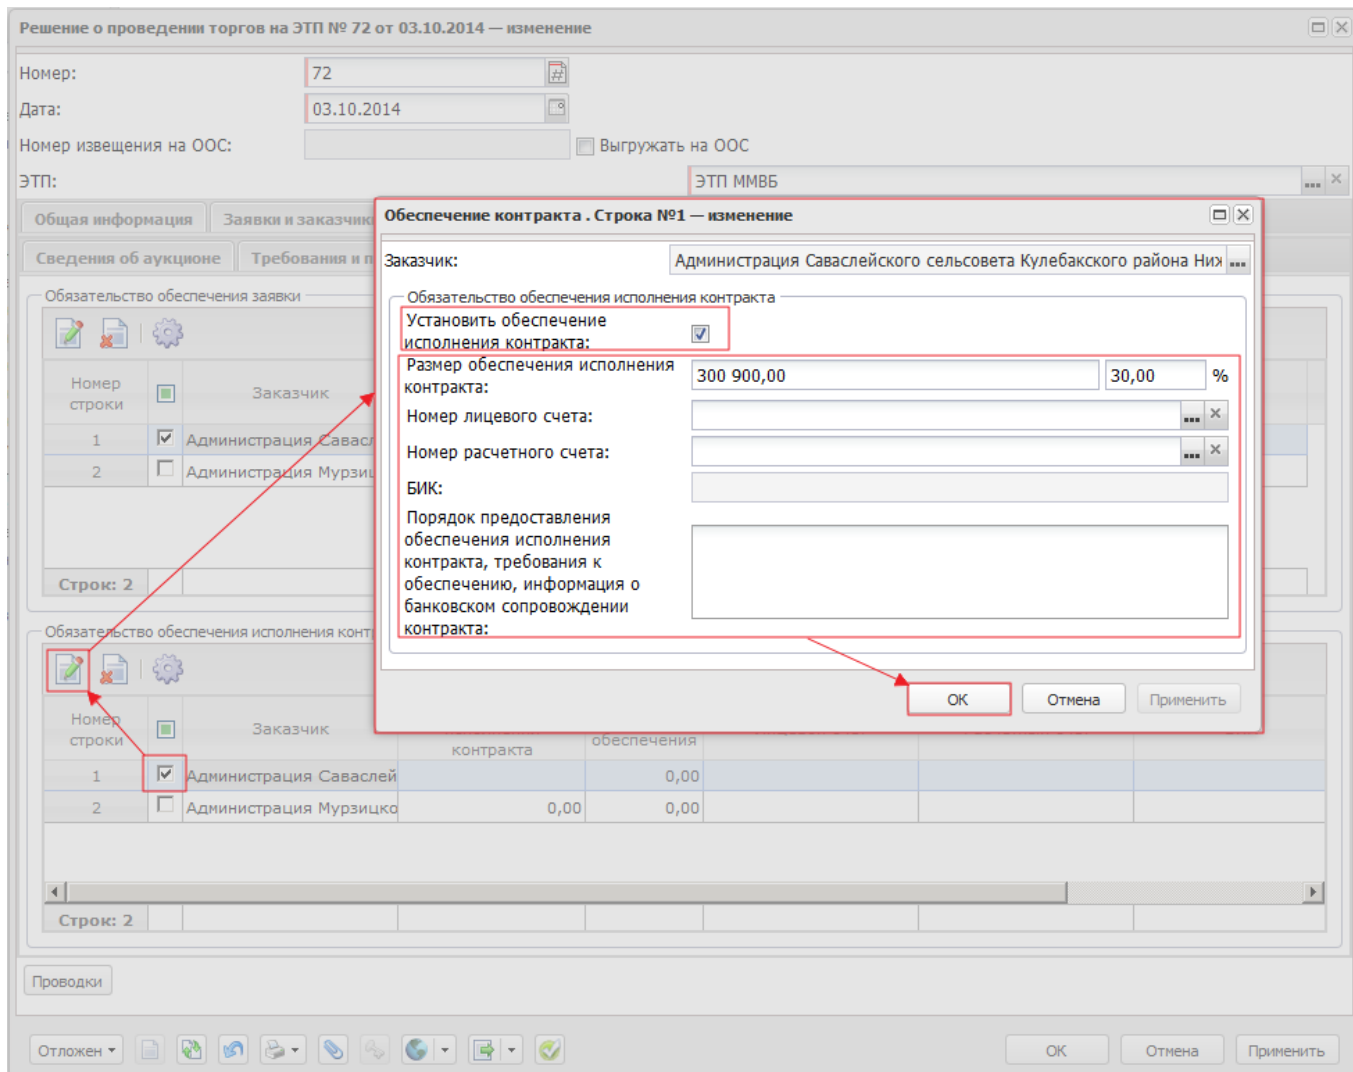 Решение о проведении торгов на ЭТП № 72 от 03.10.2014 — изменение
Номер:
72
Дата:
03.10.2014
Номер извещения на ООС:
Выгружать на ООС
ЭТП:
ЭТП ММВБ
Общая информация
Заявки и заказчик
Сведения об аукционе
Требования и п
Обеспечение контракта . Строка №1 — изменение
Заказчик:
Администрация Саваслейского сельсовета Кулебакского района Ниж
Обязательство обеспечения исполнения контракта
Установить обеспечение
исполнения контракта:
Размер обеспечения исполнения
контракта:
300 900,00
30,00
%
Номер лицевого счета:
Номер расчетного счета:
БИК:
Порядок предоставления
обеспечения исполнения
контракта, требования к
обеспечению, информация о
банковском сопровождении
контракта:
ОК
Отмена
Применить
Обязательство обеспечения заявки
Номер
строки
Заказчик
1
Администрация Савасл
2
Администрация Мурзиц
Строк: 2
Обязательство обеспечения исполнения конт
Номер
строки
Заказчик
контракта
обеспечения
1
Администрация Саваслей
0,00
2
Администрация Мурзицко
0,00
0,00
Строк: 2
Проводки
Отложен
ОК
Отмена
Применить